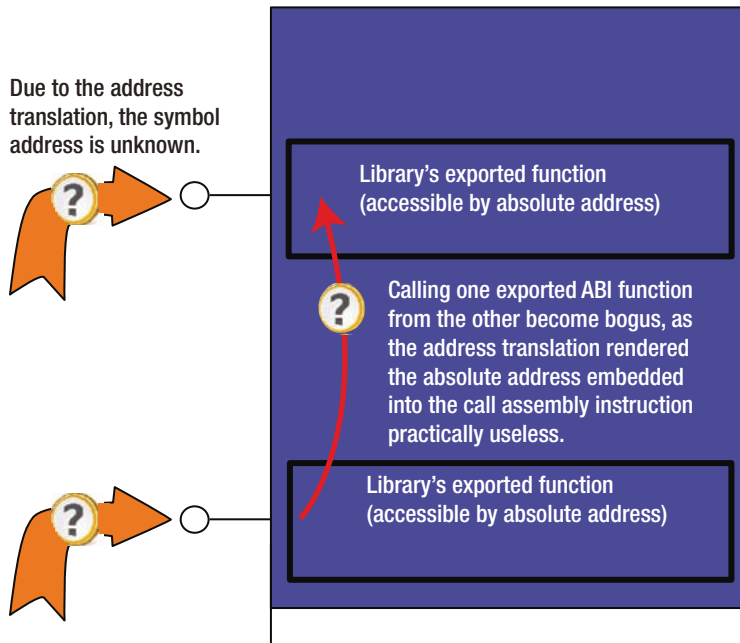 Due to the address
translation, the symbol
address is unknown.
?
Library's exported function
(accessible by absolute address)
?
Calling one exported ABI function
from the other become bogus, as
the address translation rendered
the absolute address embedded
into the call assembly instruction
practically useless.
?
Library's exported function
(accessible by absolute address)